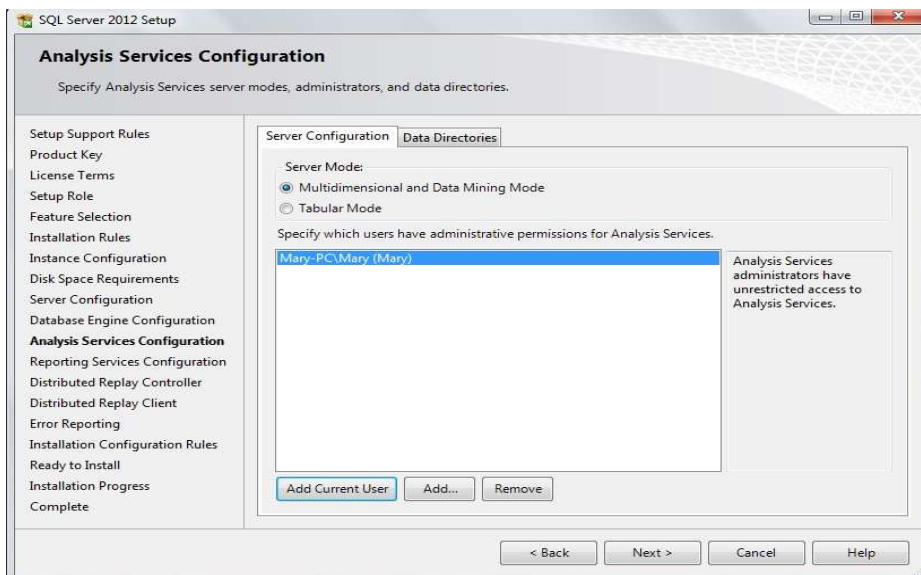 SQL Server 2012 Setup
Analysis Services Configuration
Specify Analysis Services server modes, administrators, and data directories.
Setup Support Rules
Product Key
License Terms
Setup Role
Feature Selection
Installation Rules
Instance Configuration
Disk Space Requirements
Server Configuration
Database Engine Configuration
Analysis Services Configuration
Reporting Services Configuration
Distributed Replay Controller
Distributed Replay Client
Error Reporting
Installation Configuration Rules
Ready to Install
Installation Progress
Complete
Server Configuration
Data Directories
Server Mode:
Multidimensional and Data Mining Mode
Tabular Mode
Specify which users have administrative permissions for Analysis Services.
Mary-PC\Mary (Mary)
Analysis Services
administrators have
unrestricted access to
Analysis Services.
Add Current User
Add...
Remove
< Back
Next >
Cancel
Help